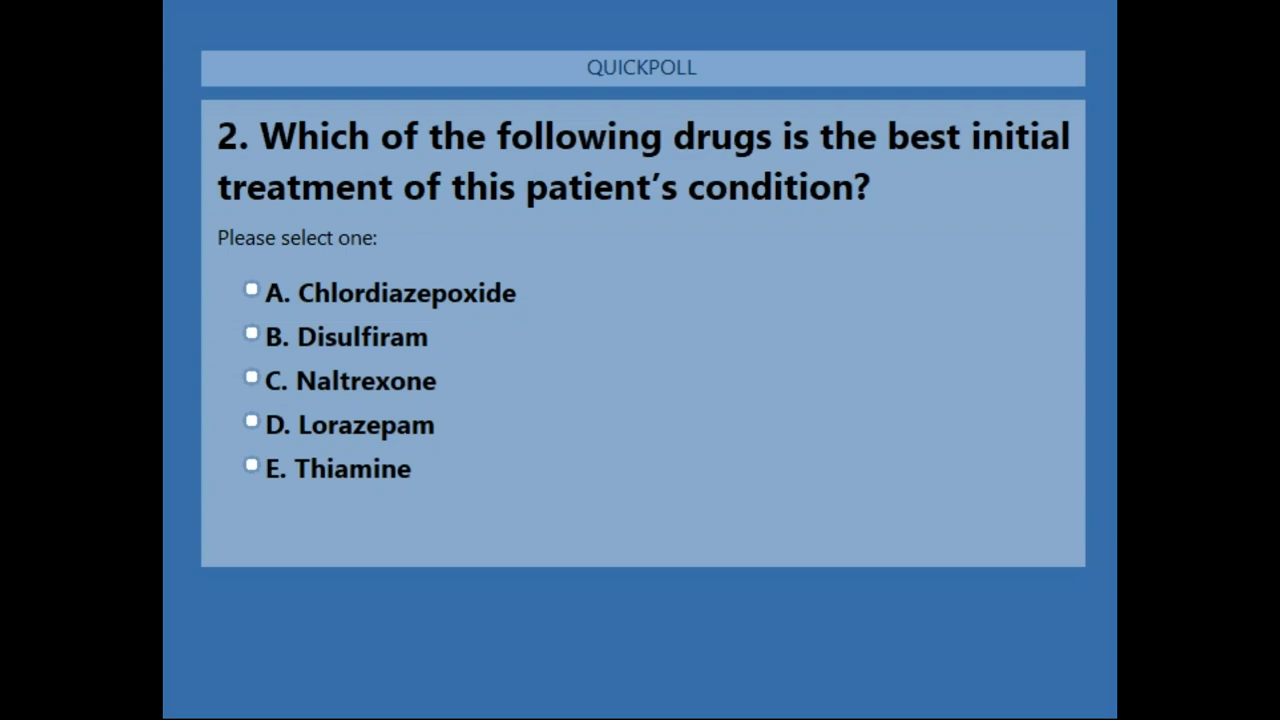 QUICKPOLL
2. Which of the following drugs is the best initial
treatment of this patient’s condition?
Please select one:
A. Chlordiazepoxide
B. Disulfiram
C. Naltrexone
D. Lorazepam
E. Thiamine